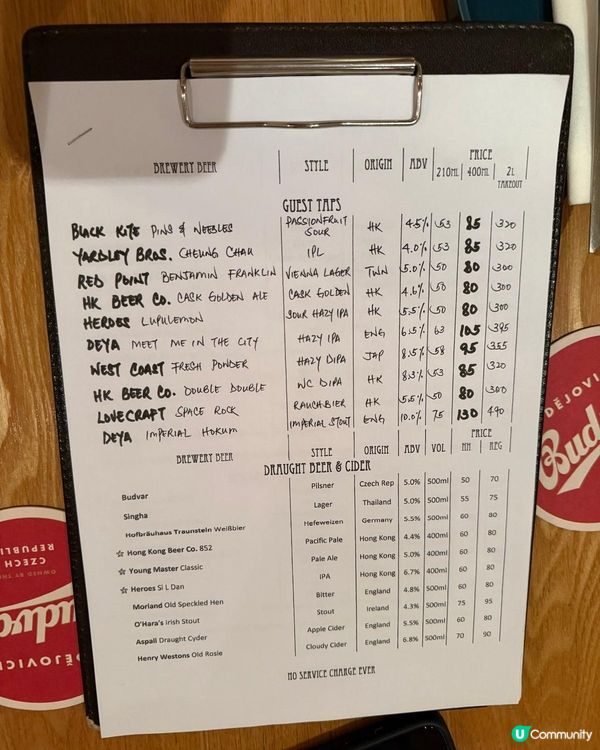 BREWERY BEER STYLE ORIGIN ABV PRICE
210ML 400ML 2L TAKEOUT
GUEST TAPS
BLACK KITE PINS & NEEDLES PASSIONFRUIT SOUR HK 4.5% 53 85 320
YARDLEY BROS. CHEUNG CHAU IPL HK 4.0% 53 85 320
RED POINT BENJAMIN FRANKLIN VIENNA LAGER TWN 5.0% 50 80 300
HK BEER CO. CASK GOLDEN ALE CASK GOLDEN HK 4.6% 50 80 300
HEROES LUPULEMON SOUR HAZY IPA HK 5.5% 50 80 300
DEYA MEET ME IN THE CITY HAZY IPA ENG 6.5% 63 105 395
WEST COAST FRESH POWDER HAZY DIPA JAP 8.5% 58 95 355
HK BEER CO. DOUBLE DOUBLE WC DIPA HK 8.3% 53 85 320
LOVECRAFT SPACE ROCK RAUCHBIER HK 5.5% 50 80 300
DEYA IMPERIAL HOKUM IMPERIAL STOUT ENG 10.0% 75 130 490
BREWERY BEER STYLE ORIGIN ABV VOL PRICE
HH REG
DRAUGHT BEER & CIDER
Budvar Pilsner Czech Rep 5.0% 500ml 50 70
Singha Lager Thailand 5.0% 500ml 55 75
Hofbräuhaus Traunstein Weißbier Hefeweizen Germany 5.5% 500ml 60 80
☆ Hong Kong Beer Co. 852 Pacific Pale Hong Kong 4.4% 400ml 60 80
☆ Young Master Classic Pale Ale Hong Kong 5.0% 400ml 60 80
☆ Heroes Si L Dan IPA Hong Kong 6.7% 400ml 60 80
Morland Old Speckled Hen Bitter England 4.8% 500ml 60 80
O'Hara's Irish Stout Stout Ireland 4.3% 500ml 75 95
Aspall Draught Cyder Apple Cider England 5.5% 500ml 60 80
Henry Westons Old Rosie Cloudy Cider England 6.8% 500ml 70 90
NO SERVICE CHARGE EVER
CZECH
REPUBLIC
U Community